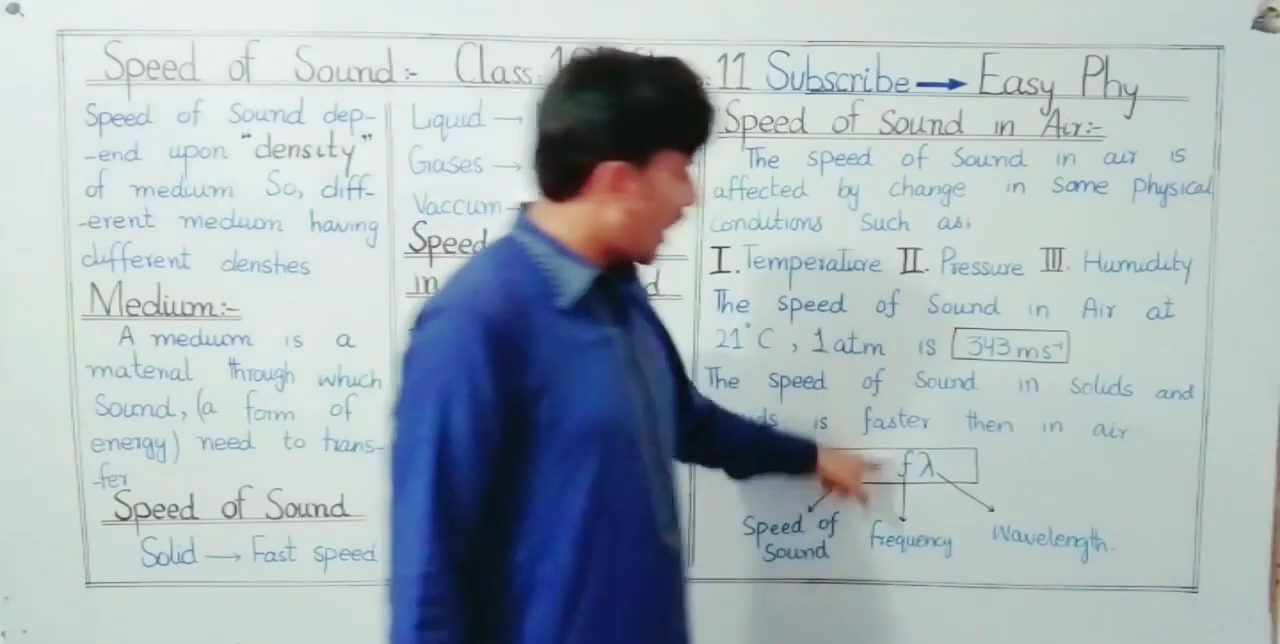 Speed of Sound:- Class. 11 Subscribe → Easy Phy
Speed of Sound dep-
-end upon "density"
of medium So, diff-
-erent medium having
different densties
Medium:-
A medium is a
material through which
Sound, (a form of
energy) need to trans-
-fer
Speed of Sound
Solid → Fast speed
Liquid →
Gases →
Vaccum
Speed
in
Speed of Sound in Air:-
The speed of Sound in air is
affected by change in some physical
conditions Such as;
I. Temperature II. Pressure III. Humidity
The speed of Sound in Air at
21°C, 1 atm is 343 ms⁻¹
The speed of Sound in solids and
is faster then in air
fλ
Speed of
Sound
frequency
Wavelength.